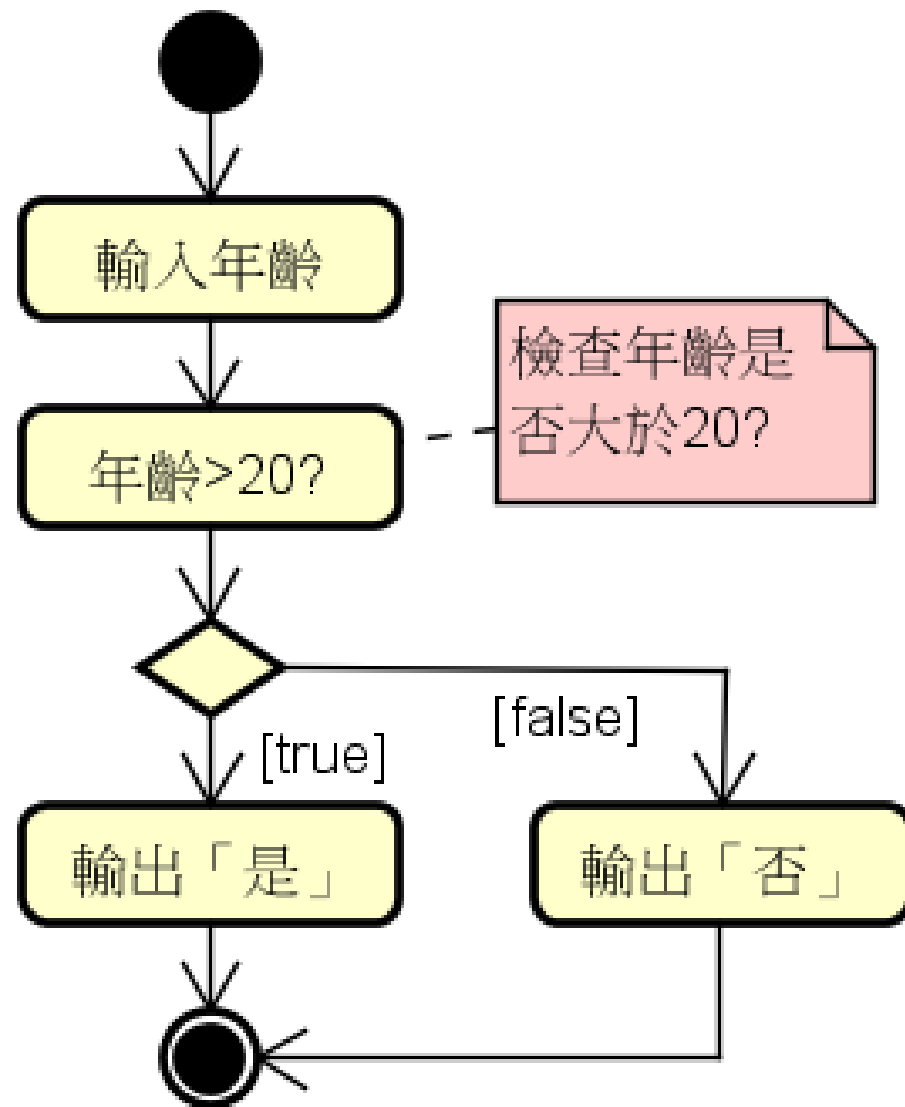 輸入年齡
檢查年齡是
否大於20?
年齡>20?
[false]
[true]
輸出「是」
輸出「否」